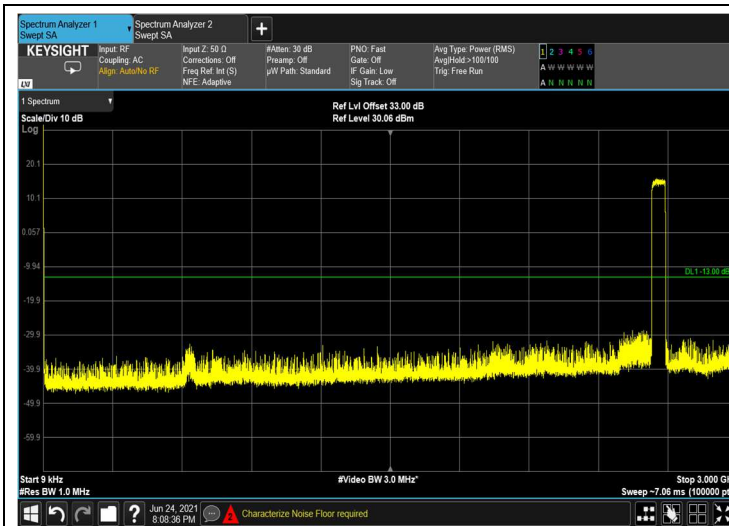 Spectrum Analyzer 1
Swept SA
Spectrum Analyzer 2
Swept SA
KEYSIGHT
Input: RF
Coupling: AC
Align: Auto/No RF
Input Z: 50 Ω
Corrections: Off
Freq Ref: Int (S)
NFE: Adaptive
#Atten: 30 dB
Preamp: Off
µW Path: Standard
PNO: Fast
Gate: Off
IF Gain: Low
Sig Track: Off
Avg Type: Power (RMS)
Avg|Hold:>100/100
Trig: Free Run
1 2 3 4 5 6
A W W W W W
A N N N N N
LXI
1 Spectrum
Scale/Div 10 dB
Ref Lvl Offset 33.00 dB
Ref Level 30.06 dBm
Log
20.1
10.1
0.057
-9.94
-19.9
-29.9
-39.9
-49.9
-59.9
DL1 -13.00 dB
Start 9 kHz
#Res BW 1.0 MHz
#Video BW 3.0 MHz*
Stop 3.000 G
Sweep ~7.06 ms (100000 pt
?
Jun 24, 2021
8:08:36 PM
Characterize Noise Floor required